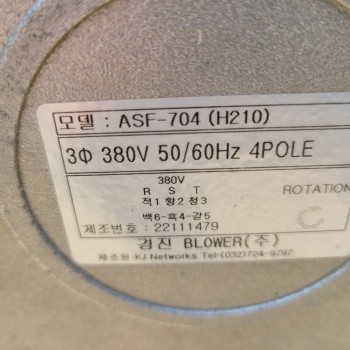 모델 : ASF-704 (H210)
3Φ 380V 50/60Hz 4POLE
380V
R S T
적1 황2 청3
백6-흑4-갈5
ROTATION
제조번호 : 22111479
경진 BLOWER(주)
제조원 KJ Networks Tel:(032)724-9797